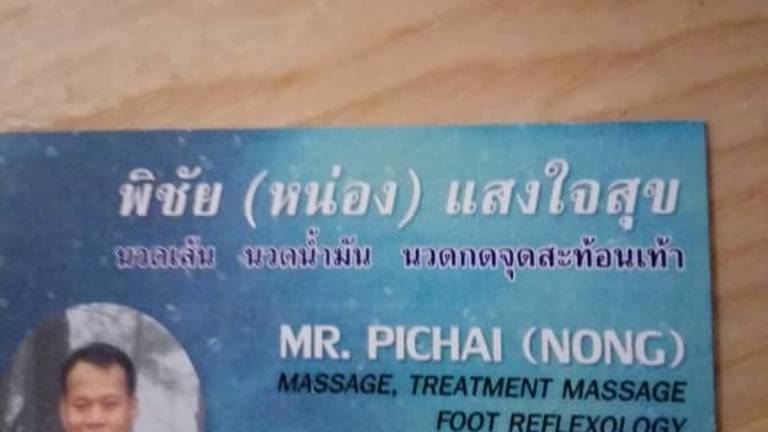 พิชัย (หน่อง) แสงใจสุข
นวดเส้น นวดน้ำมัน นวดกดจุดสะท้อนเท้า
MR. PICHAI (NONG)
MASSAGE, TREATMENT MASSAGE
FOOT REFLEXOLOGY